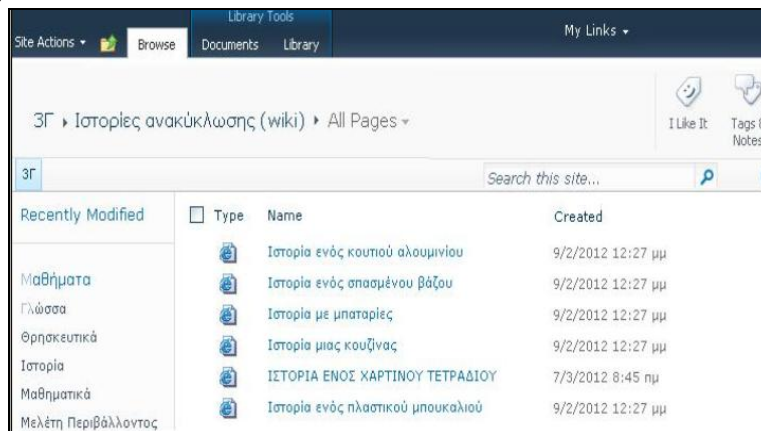 Library Tools
Site Actions Browse Documents Library My Links
3Γ Ιστορίες ανακύκλωσης (wiki) All Pages
I Like It Tags & Notes
3Γ Search this site...
Recently Modified Type Name Created
Ιστορία ενός κουτιού αλουμινίου 9/2/2012 12:27 μμ
Μαθήματα Ιστορία ενός σπασμένου βάζου 9/2/2012 12:27 μμ
Γλώσσα Ιστορία με μπαταρίες 9/2/2012 12:27 μμ
Θρησκευτικά Ιστορία μιας κουζίνας 9/2/2012 12:27 μμ
Ιστορία ΙΣΤΟΡΙΑ ΕΝΟΣ ΧΑΡΤΙΝΟΥ ΤΕΤΡΑΔΙΟΥ 7/3/2012 8:45 πμ
Μαθηματικά Ιστορία ενός πλαστικού μπουκαλιού 9/2/2012 12:27 μμ
Μελέτη Περιβάλλοντος